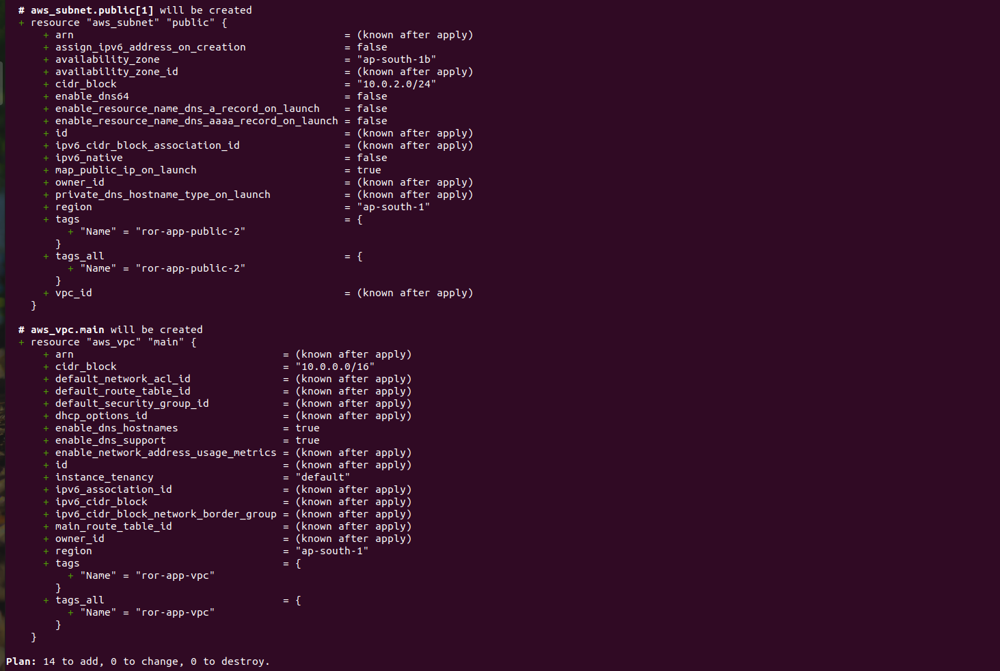 # aws_subnet.public[1] will be created
+ resource "aws_subnet" "public" {
+ arn = (known after apply)
+ assign_ipv6_address_on_creation = false
+ availability_zone = "ap-south-1b"
+ availability_zone_id = (known after apply)
+ cidr_block = "10.0.2.0/24"
+ enable_dns64 = false
+ enable_resource_name_dns_a_record_on_launch = false
+ enable_resource_name_dns_aaaa_record_on_launch = false
+ id = (known after apply)
+ ipv6_cidr_block_association_id = (known after apply)
+ ipv6_native = false
+ map_public_ip_on_launch = true
+ owner_id = (known after apply)
+ private_dns_hostname_type_on_launch = (known after apply)
+ region = "ap-south-1"
+ tags = {
+ "Name" = "ror-app-public-2"
}
+ tags_all = {
+ "Name" = "ror-app-public-2"
}
+ vpc_id = (known after apply)
}
# aws_vpc.main will be created
+ resource "aws_vpc" "main" {
+ arn = (known after apply)
+ cidr_block = "10.0.0.0/16"
+ default_network_acl_id = (known after apply)
+ default_route_table_id = (known after apply)
+ default_security_group_id = (known after apply)
+ dhcp_options_id = (known after apply)
+ enable_dns_hostnames = true
+ enable_dns_support = true
+ enable_network_address_usage_metrics = (known after apply)
+ id = (known after apply)
+ instance_tenancy = "default"
+ ipv6_association_id = (known after apply)
+ ipv6_cidr_block = (known after apply)
+ ipv6_cidr_block_network_border_group = (known after apply)
+ main_route_table_id = (known after apply)
+ owner_id = (known after apply)
+ region = "ap-south-1"
+ tags = {
+ "Name" = "ror-app-vpc"
}
+ tags_all = {
+ "Name" = "ror-app-vpc"
}
}
Plan: 14 to add, 0 to change, 0 to destroy.